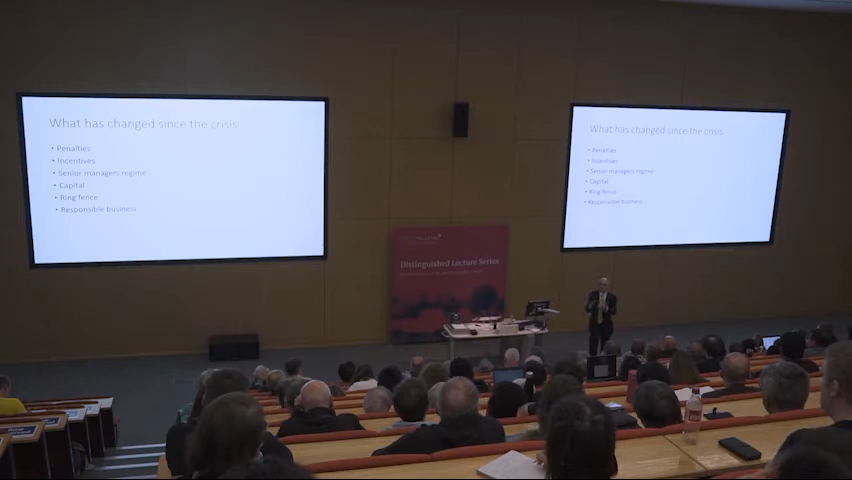 What has changed since the crisis
• Penalties
• Incentives
• Senior managers regime
• Capital
• Ring fence
• Responsible business
What has changed since the crisis
• Penalties
• Incentives
• Senior managers regime
• Capital
• Ring fence
• Responsible business
Distinguished Lecture Series